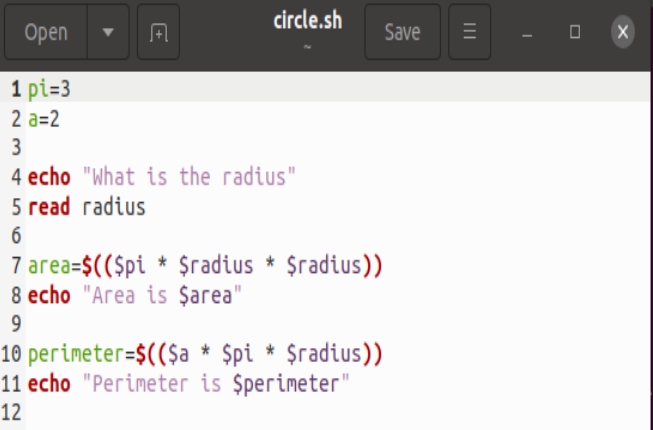 Open circle.sh Save
~
1 pi=3
2 a=2
3
4 echo "What is the radius"
5 read radius
6
7 area=$(($pi * $radius * $radius))
8 echo "Area is $area"
9
10 perimeter=$(($a * $pi * $radius))
11 echo "Perimeter is $perimeter"
12